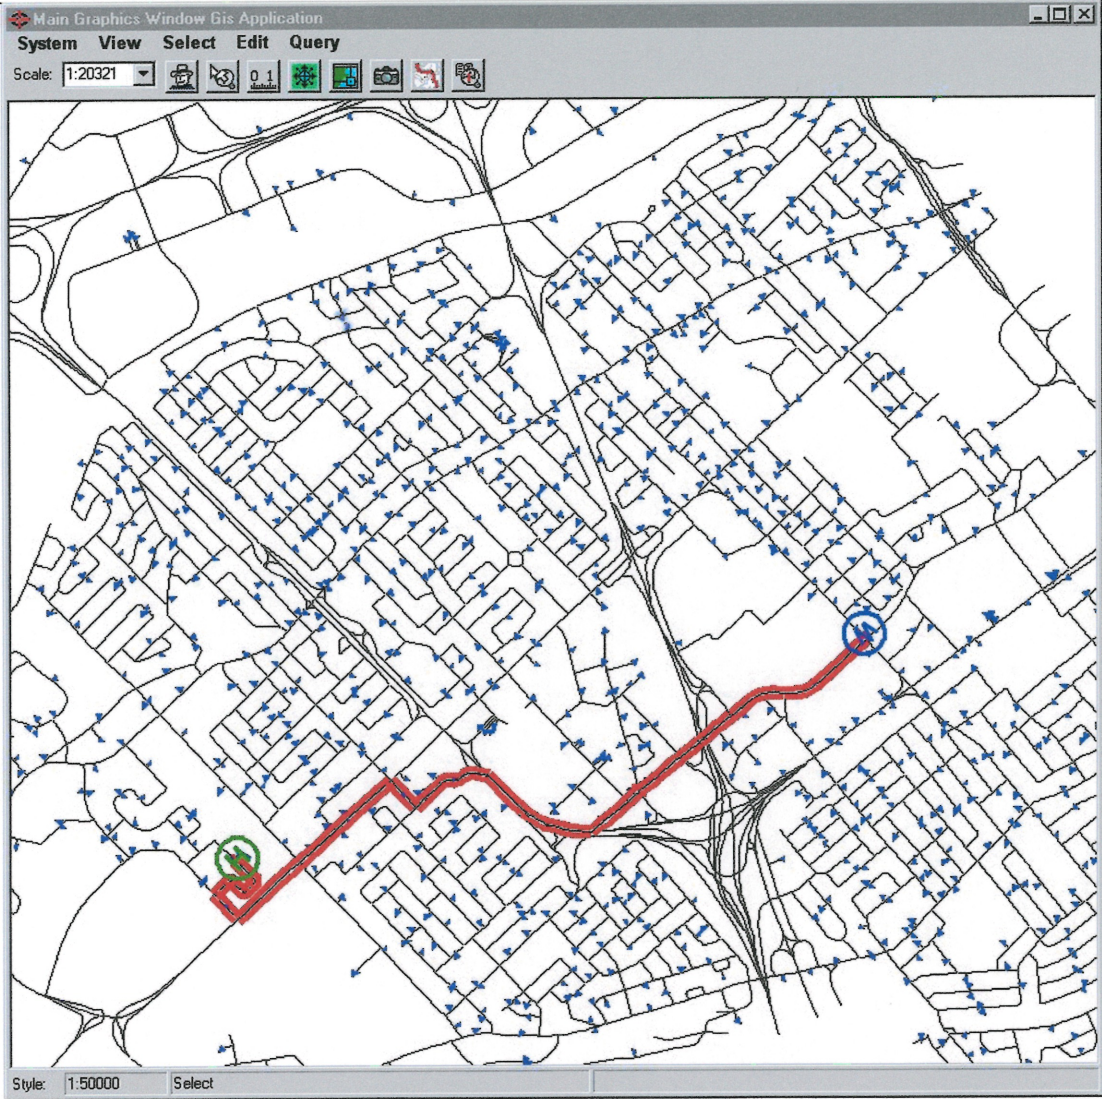 Main Graphics Window Gis Application
System View Select Edit Query
Scale: 1:20321
0 1
Style: 1:50000 Select